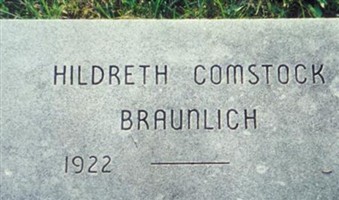 HILDRETH COMSTOCK
BRAUNLICH
1922 —